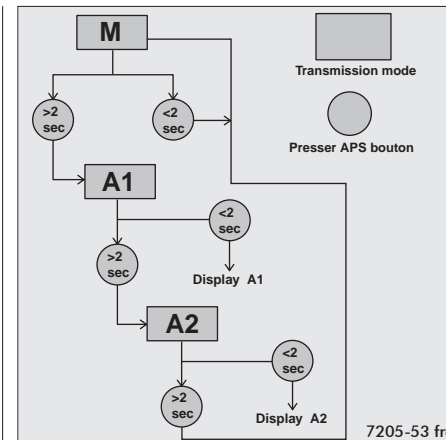 M
Transmission mode
>2
sec
<2
sec
Presser APS bouton
A1
<2
sec
>2
sec
Display A1
A2
<2
sec
>2
sec
Display A2
7205-53